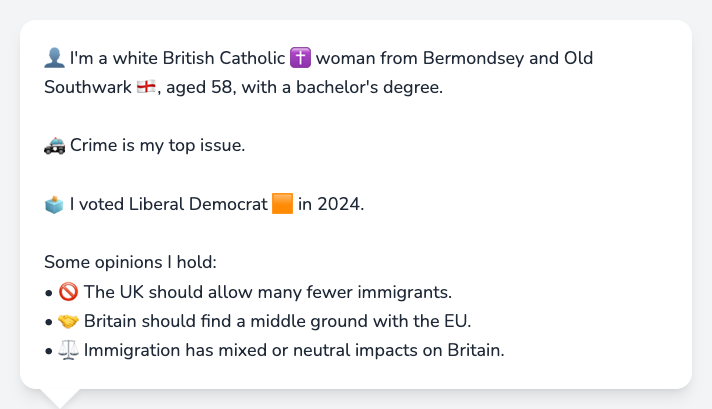 👤 I'm a white British Catholic ✝️ woman from Bermondsey and Old
Southwark 🏴󠁧󠁢󠁥󠁮󠁧󠁿, aged 58, with a bachelor's degree.
🚓 Crime is my top issue.
🗳️ I voted Liberal Democrat 🟧 in 2024.
Some opinions I hold:
• 🚫 The UK should allow many fewer immigrants.
• 🤝 Britain should find a middle ground with the EU.
• ⚖️ Immigration has mixed or neutral impacts on Britain.